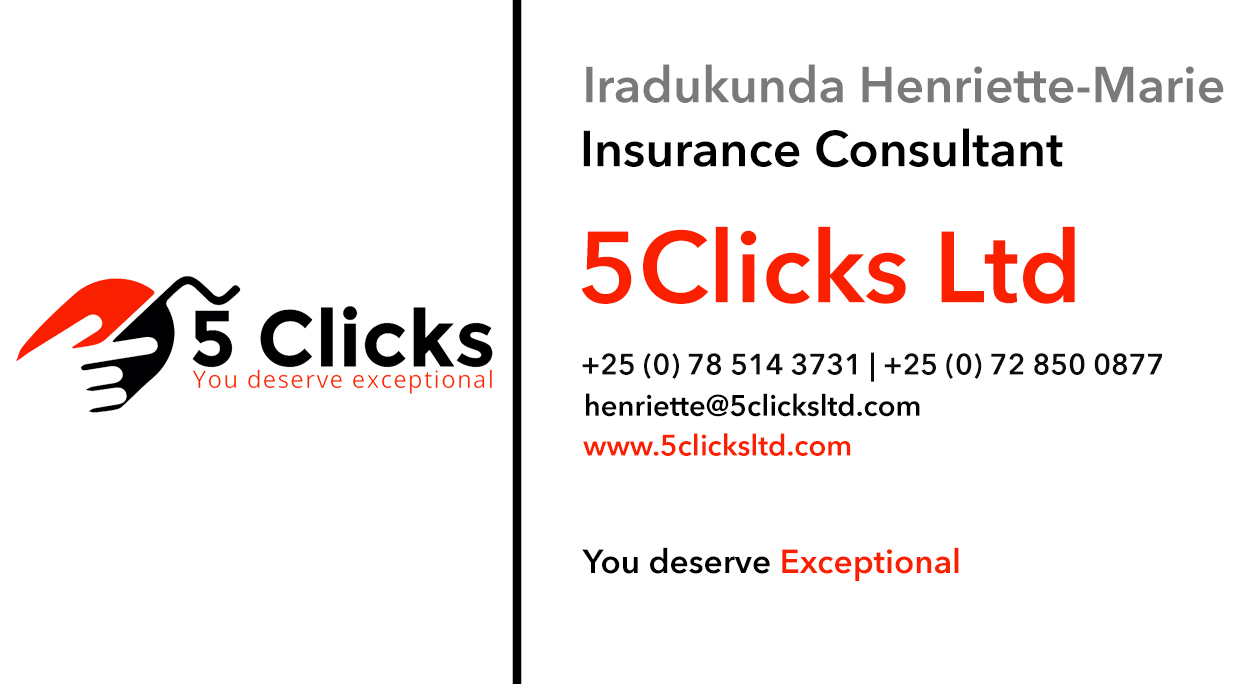 5 Clicks
You deserve exceptional
Iradukunda Henriette-Marie
Insurance Consultant
5Clicks Ltd
+25 (0) 78 514 3731 | +25 (0) 72 850 0877
henriette@5clicksltd.com
www.5clicksltd.com
You deserve Exceptional